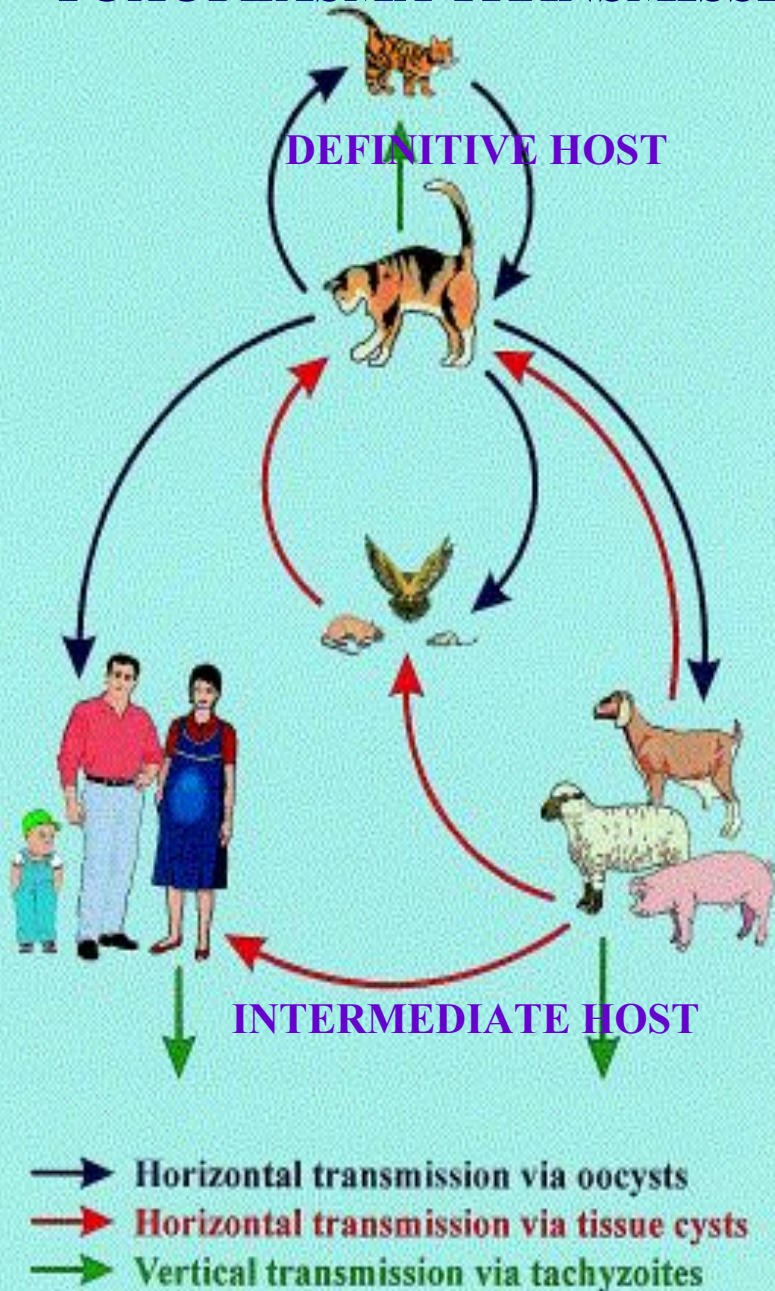 DEFINITIVE HOST
INTERMEDIATE HOST
Horizontal transmission via oocysts
Horizontal transmission via tissue cysts
Vertical transmission via tachyzoites